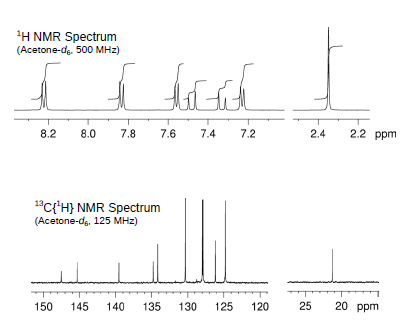 ¹H NMR Spectrum
(Acetone-d₆, 500 MHz)
8.2 8.0 7.8 7.6 7.4 7.2 2.4 2.2 ppm
¹³C{¹H} NMR Spectrum
(Acetone-d₆, 125 MHz)
150 145 140 135 130 125 120 25 20 ppm